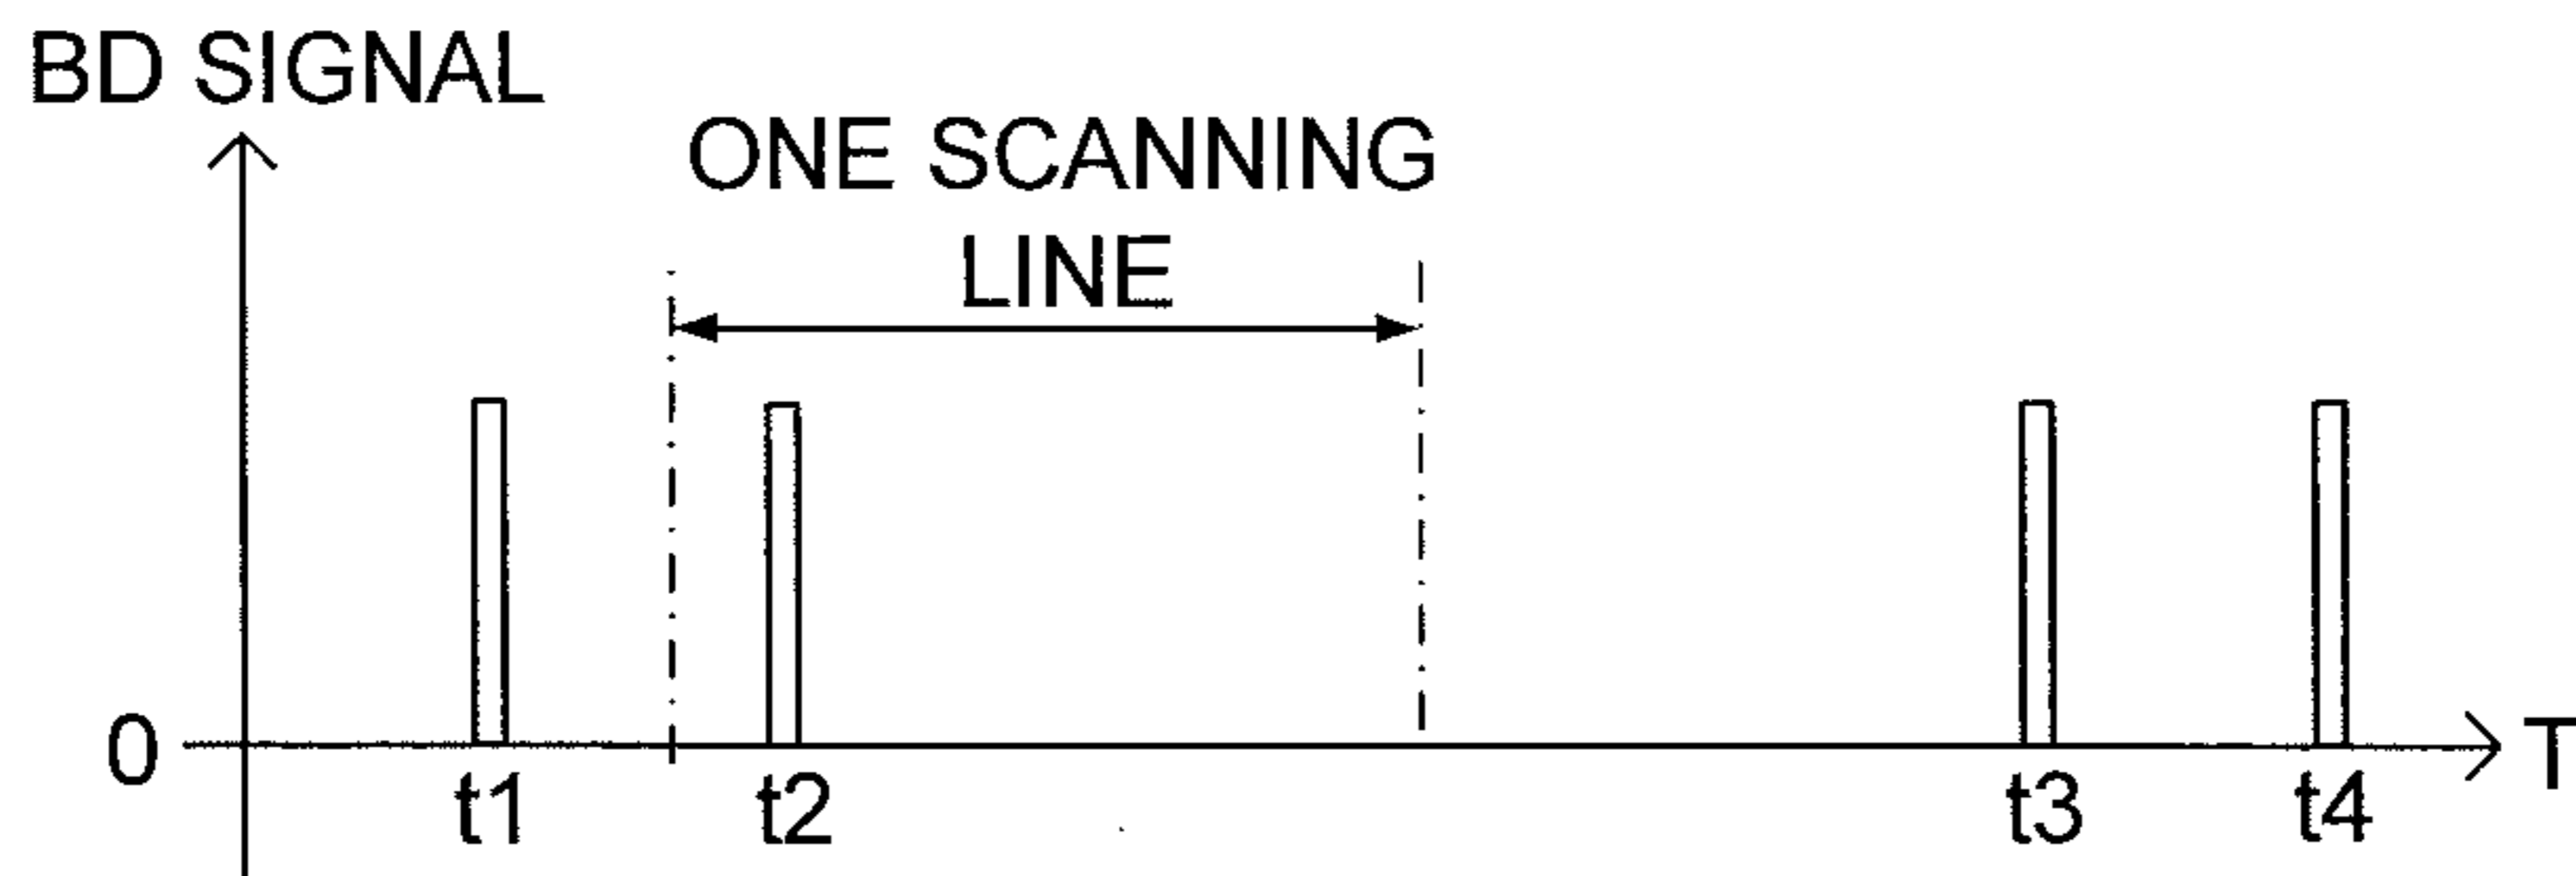 BD SIGNAL
ONE SCANNING
LINE
0
T
t1
t2
t3
t4